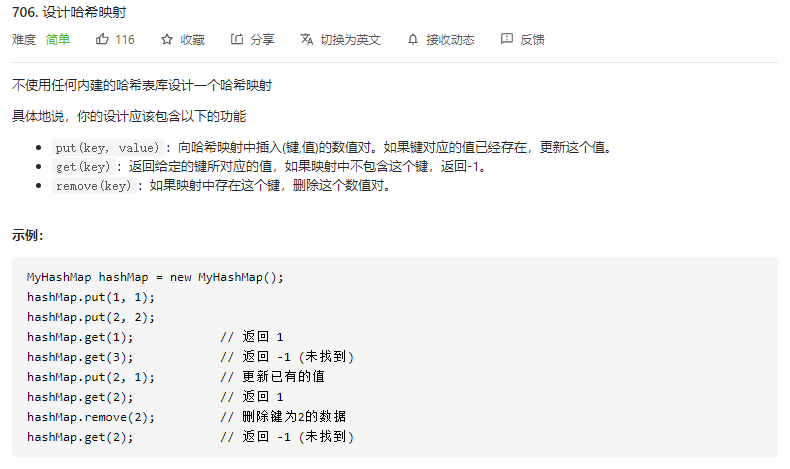 706. 设计哈希映射
难度 简单 116 收藏 分享 切换为英文 接收动态 反馈
不使用任何内建的哈希表库设计一个哈希映射
具体地说，你的设计应该包含以下的功能
put(key, value)：向哈希映射中插入(键,值)的数值对。如果键对应的值已经存在，更新这个值。
get(key)：返回给定的键所对应的值，如果映射中不包含这个键，返回-1。
remove(key)：如果映射中存在这个键，删除这个数值对。
示例：
MyHashMap hashMap = new MyHashMap();
hashMap.put(1, 1);
hashMap.put(2, 2);
hashMap.get(1); // 返回 1
hashMap.get(3); // 返回 -1 (未找到)
hashMap.put(2, 1); // 更新已有的值
hashMap.get(2); // 返回 1
hashMap.remove(2); // 删除键为2的数据
hashMap.get(2); // 返回 -1 (未找到)